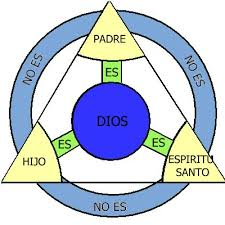 PADRE
NO ES
NO ES
ES
DIOS
ES
ES
HIJO
ESPIRITU
SANTO
NO ES